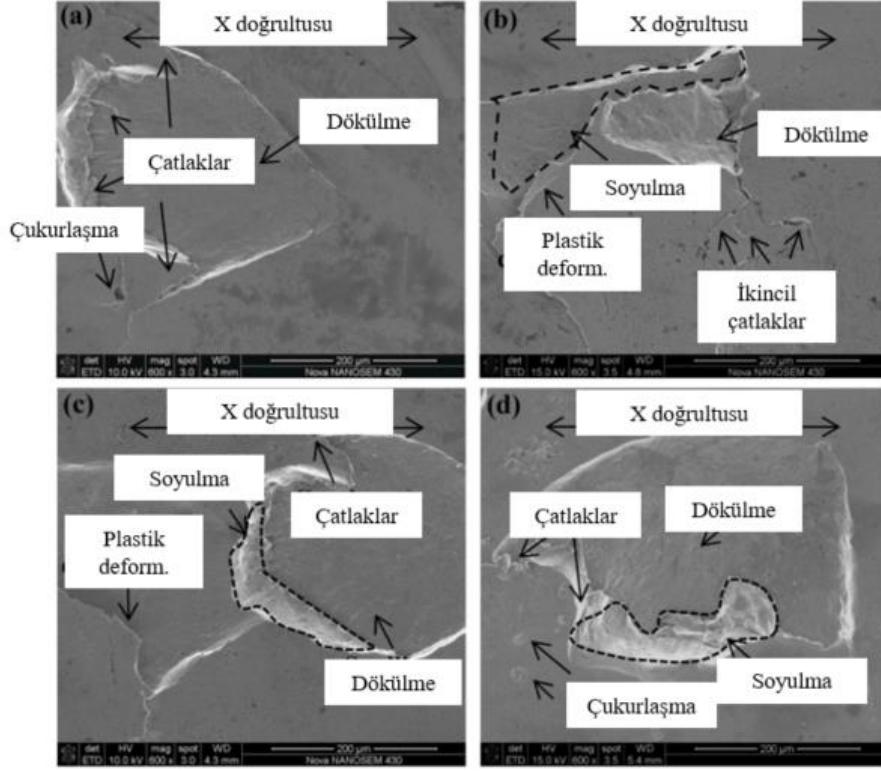 (a)
X doğrultusu
Dökülme
Çatlaklar
Çukurlaşma
det HV mag spot WD 200 µm
ETD 10.0 kV 600 x 3.0 4.3 mm Nova NANOSEM 430
(b)
X doğrultusu
Dökülme
Soyulma
Plastik
deform.
İkincil
çatlaklar
det HV mag spot WD 200 µm
ETD 15.0 kV 600 x 3.5 4.8 mm Nova NANOSEM 430
(c)
X doğrultusu
Soyulma
Çatlaklar
Plastik
deform.
Dökülme
det HV mag spot WD 200 µm
ETD 10.0 kV 600 x 3.0 4.3 mm Nova NANOSEM 430
(d)
X doğrultusu
Dökülme
Çatlaklar
Soyulma
Çukurlaşma
det HV mag spot WD 200 µm
ETD 15.0 kV 600 x 3.5 5.4 mm Nova NANOSEM 430